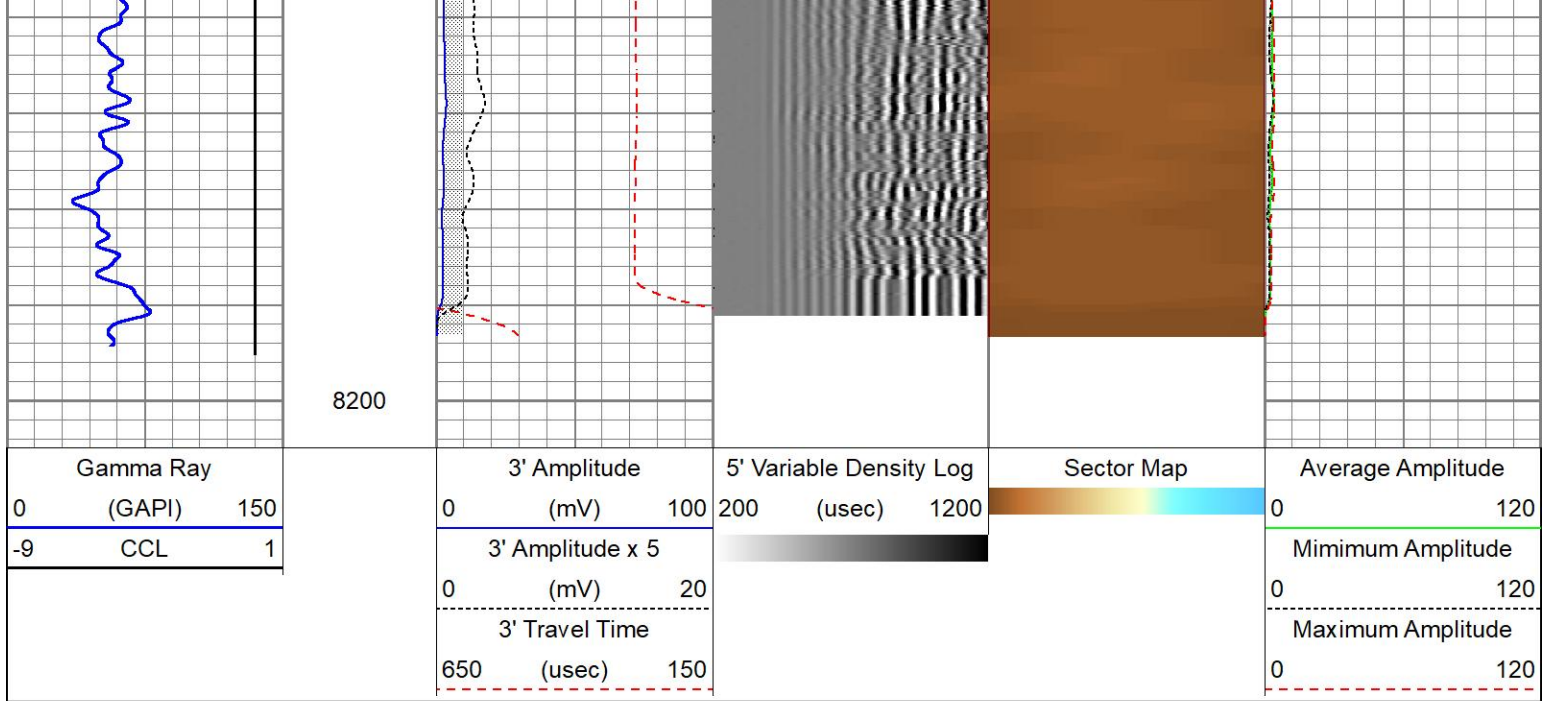 8200
Gamma Ray
0 (GAPI) 150
-9 CCL 1
3' Amplitude
0 (mV) 100
3' Amplitude x 5
0 (mV) 20
3' Travel Time
650 (usec) 150
5' Variable Density Log
200 (usec) 1200
Sector Map
Average Amplitude
0 120
Mimimum Amplitude
0 120
Maximum Amplitude
0 120